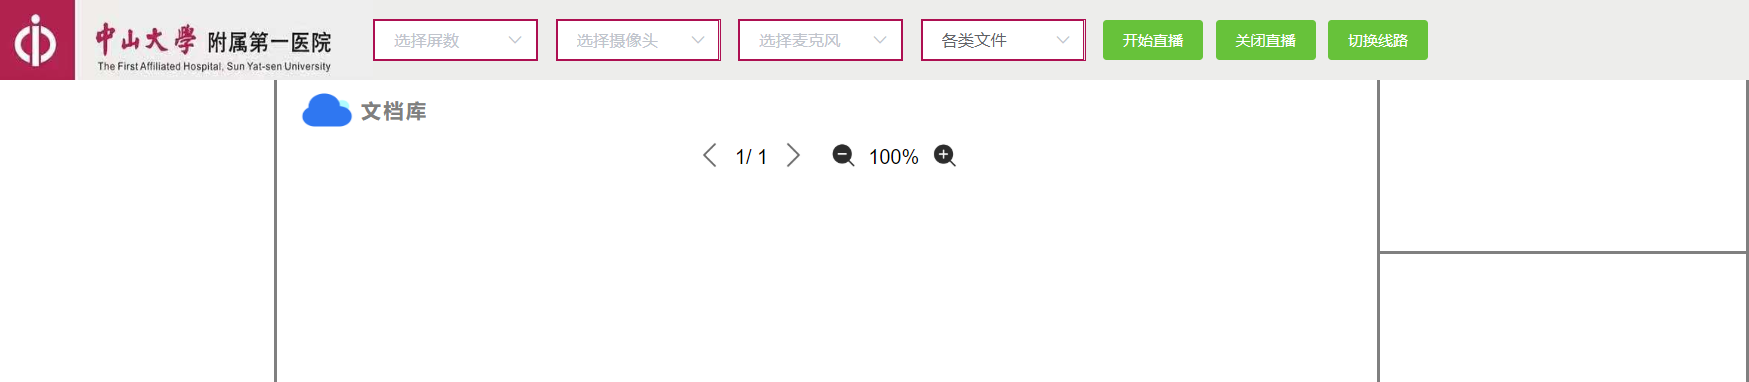 中山大學 附属第一医院
The First Affiliated Hospital, Sun Yat-sen University
选择屏数
选择摄像头
选择麦克风
各类文件
开始直播
关闭直播
切换线路
文档库
1/ 1
100%